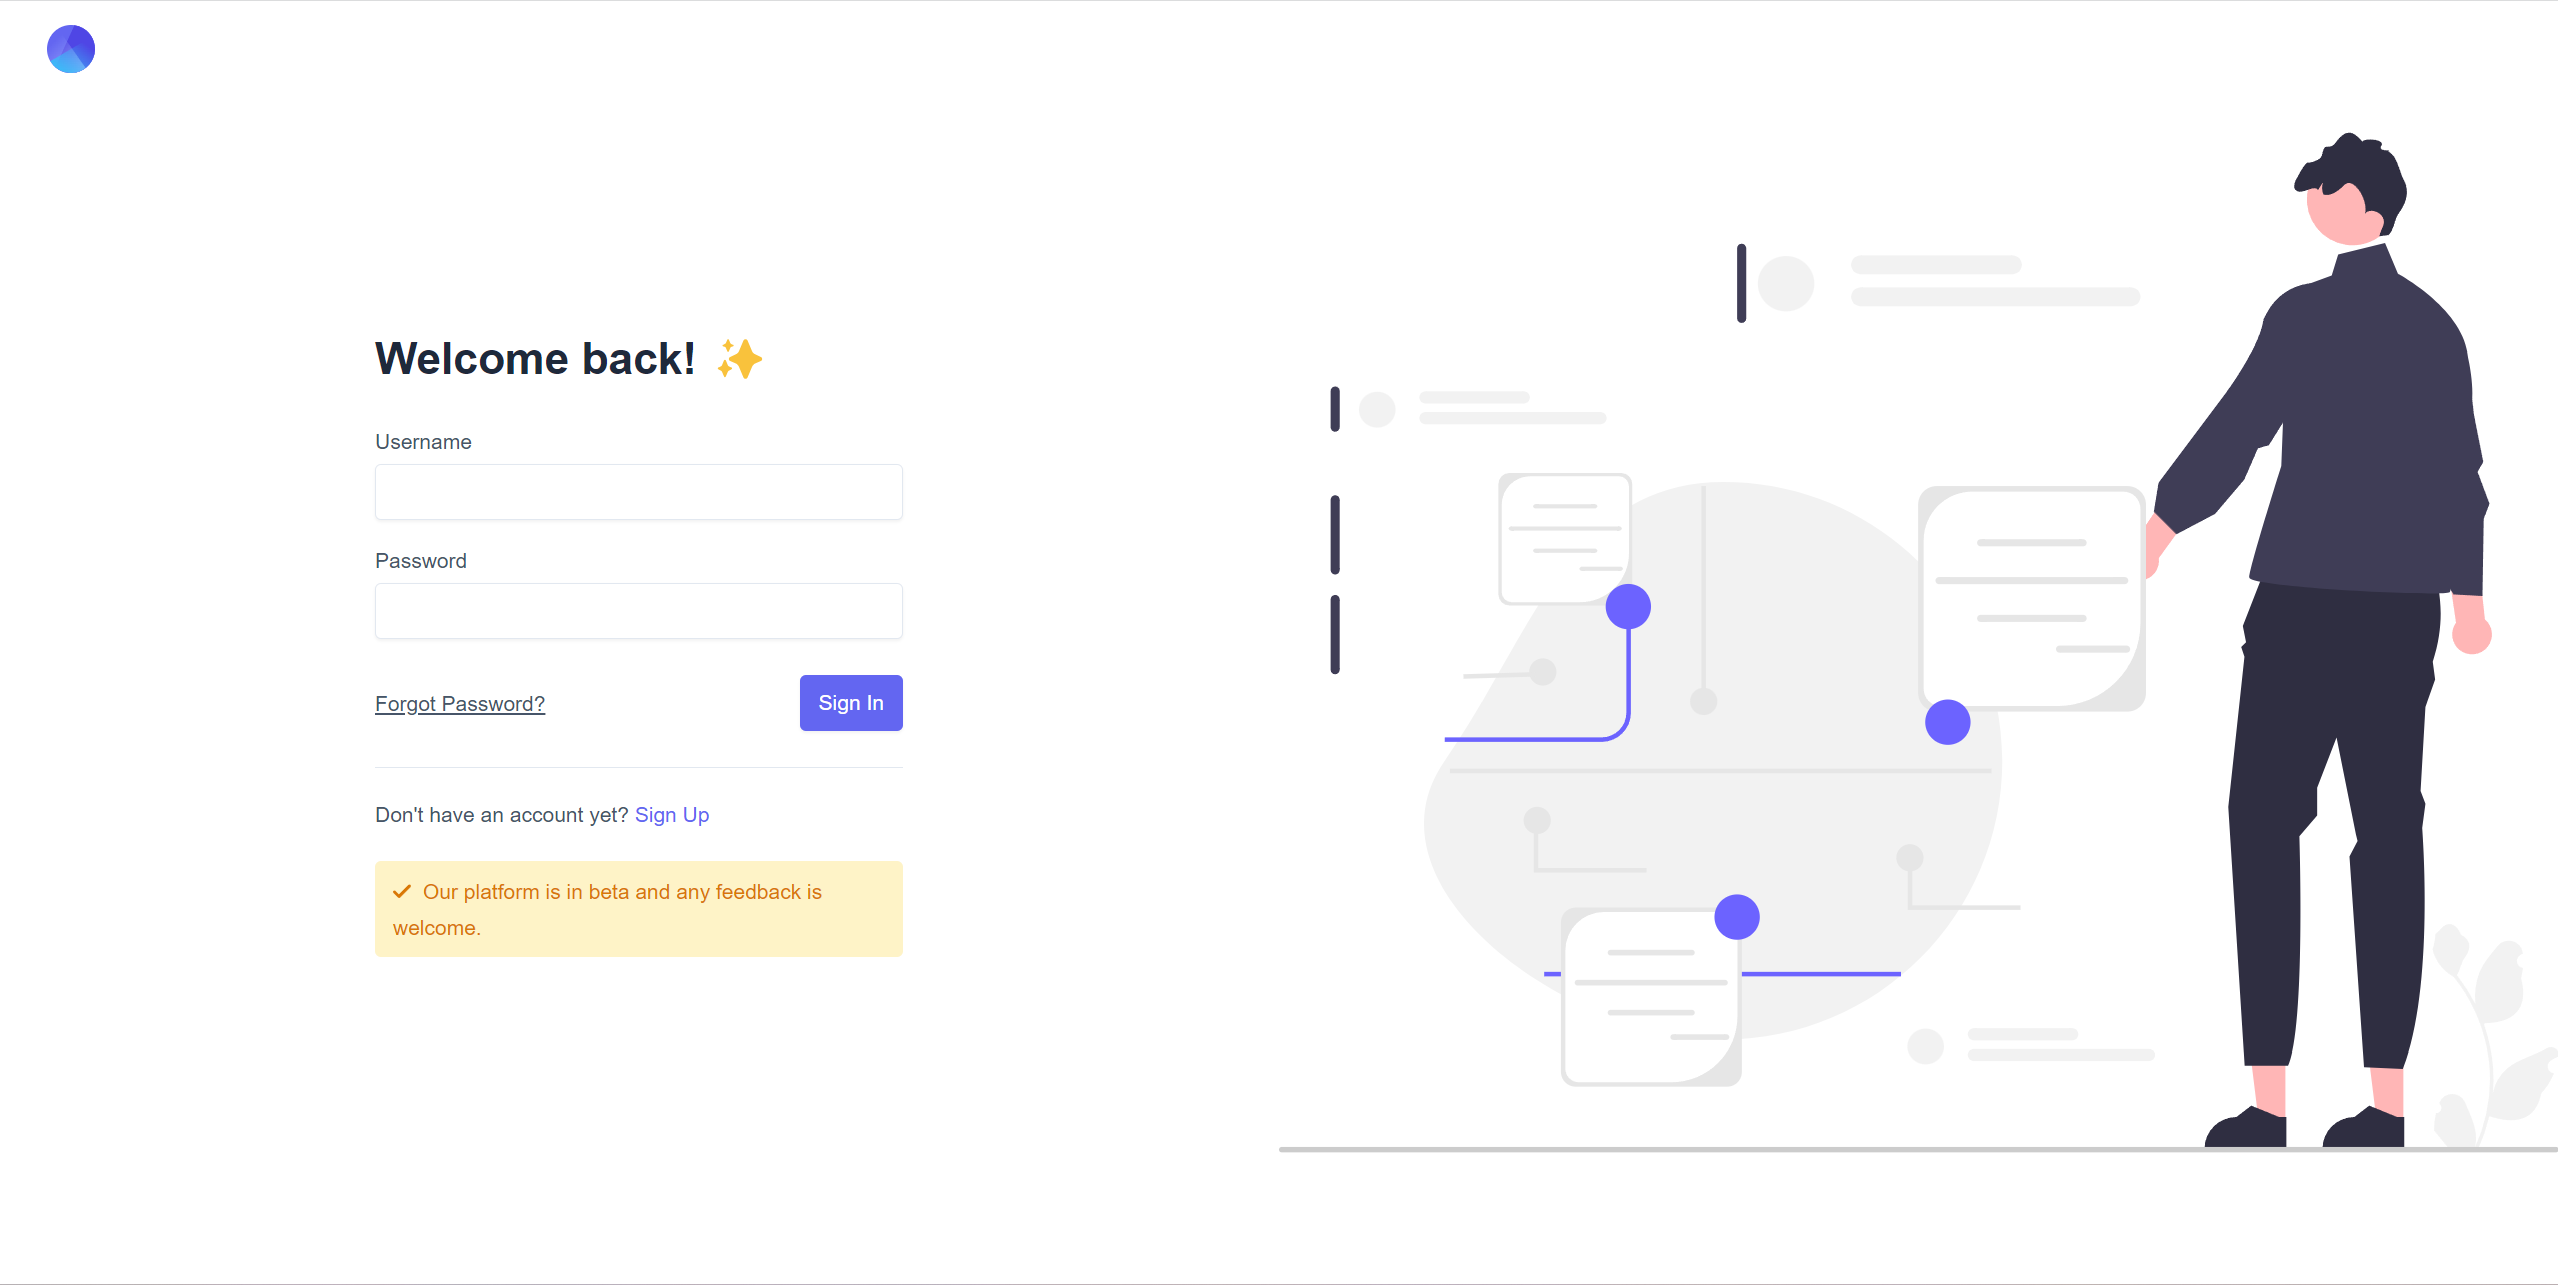 Welcome back! ✨
Username
Password
Forgot Password?
Sign In
Don't have an account yet? Sign Up
Our platform is in beta and any feedback is
welcome.